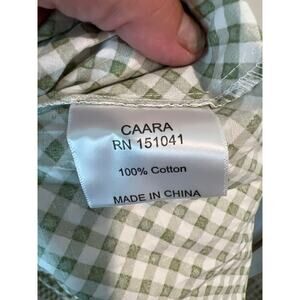 CAARA
RN 151041
100% Cotton
MADE IN CHINA